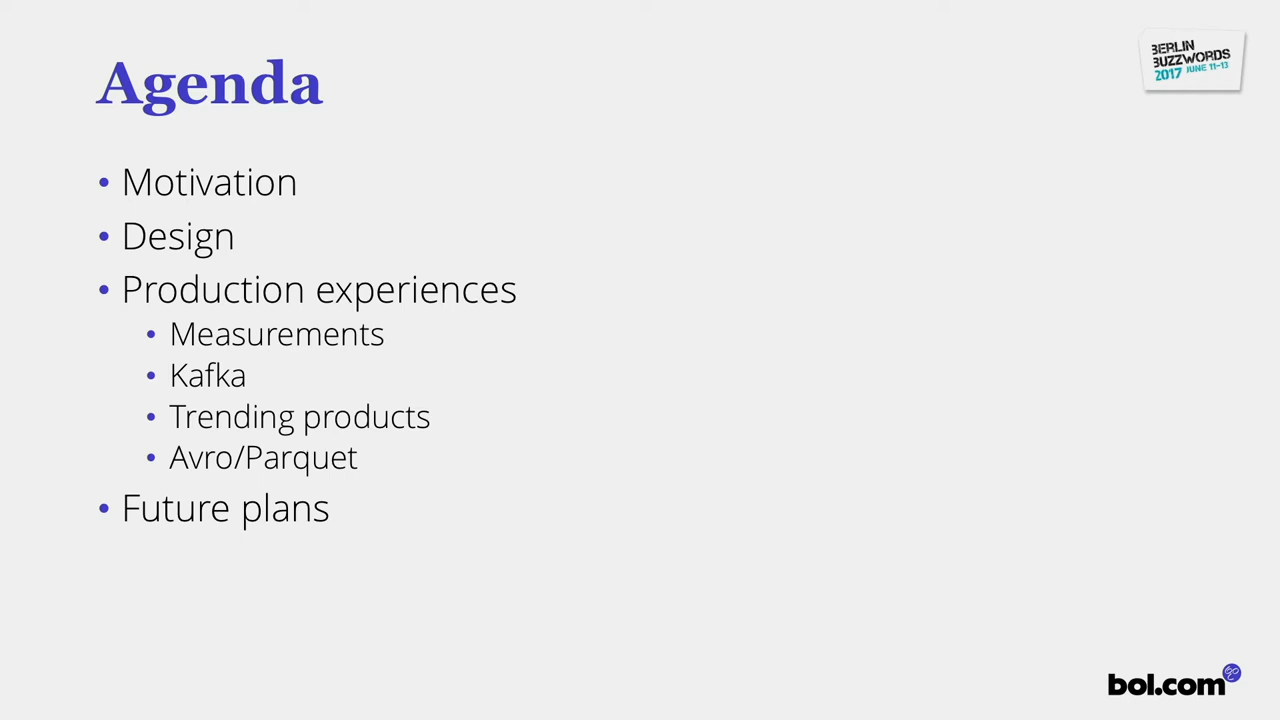 Agenda
BERLIN
BUZZWORDS
2017 JUNE 11-13
• Motivation
• Design
• Production experiences
• Measurements
• Kafka
• Trending products
• Avro/Parquet
• Future plans
bol.com